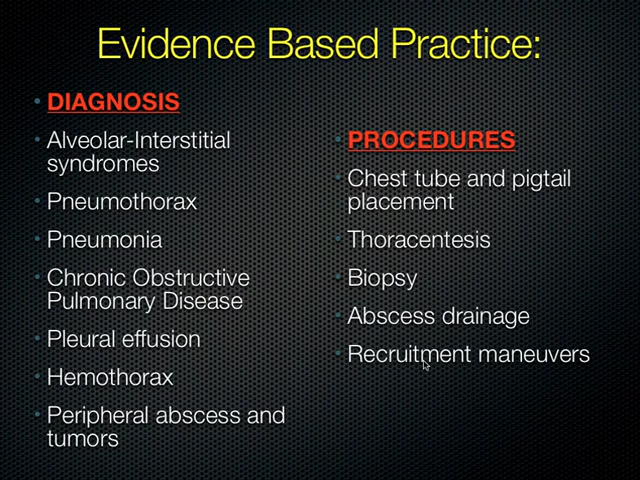 Evidence Based Practice:
• DIAGNOSIS
• Alveolar-Interstitial
syndromes
• Pneumothorax
• Pneumonia
• Chronic Obstructive
Pulmonary Disease
• Pleural effusion
• Hemothorax
• Peripheral abscess and
tumors
• PROCEDURES
• Chest tube and pigtail
placement
• Thoracentesis
• Biopsy
• Abscess drainage
• Recruitment maneuvers